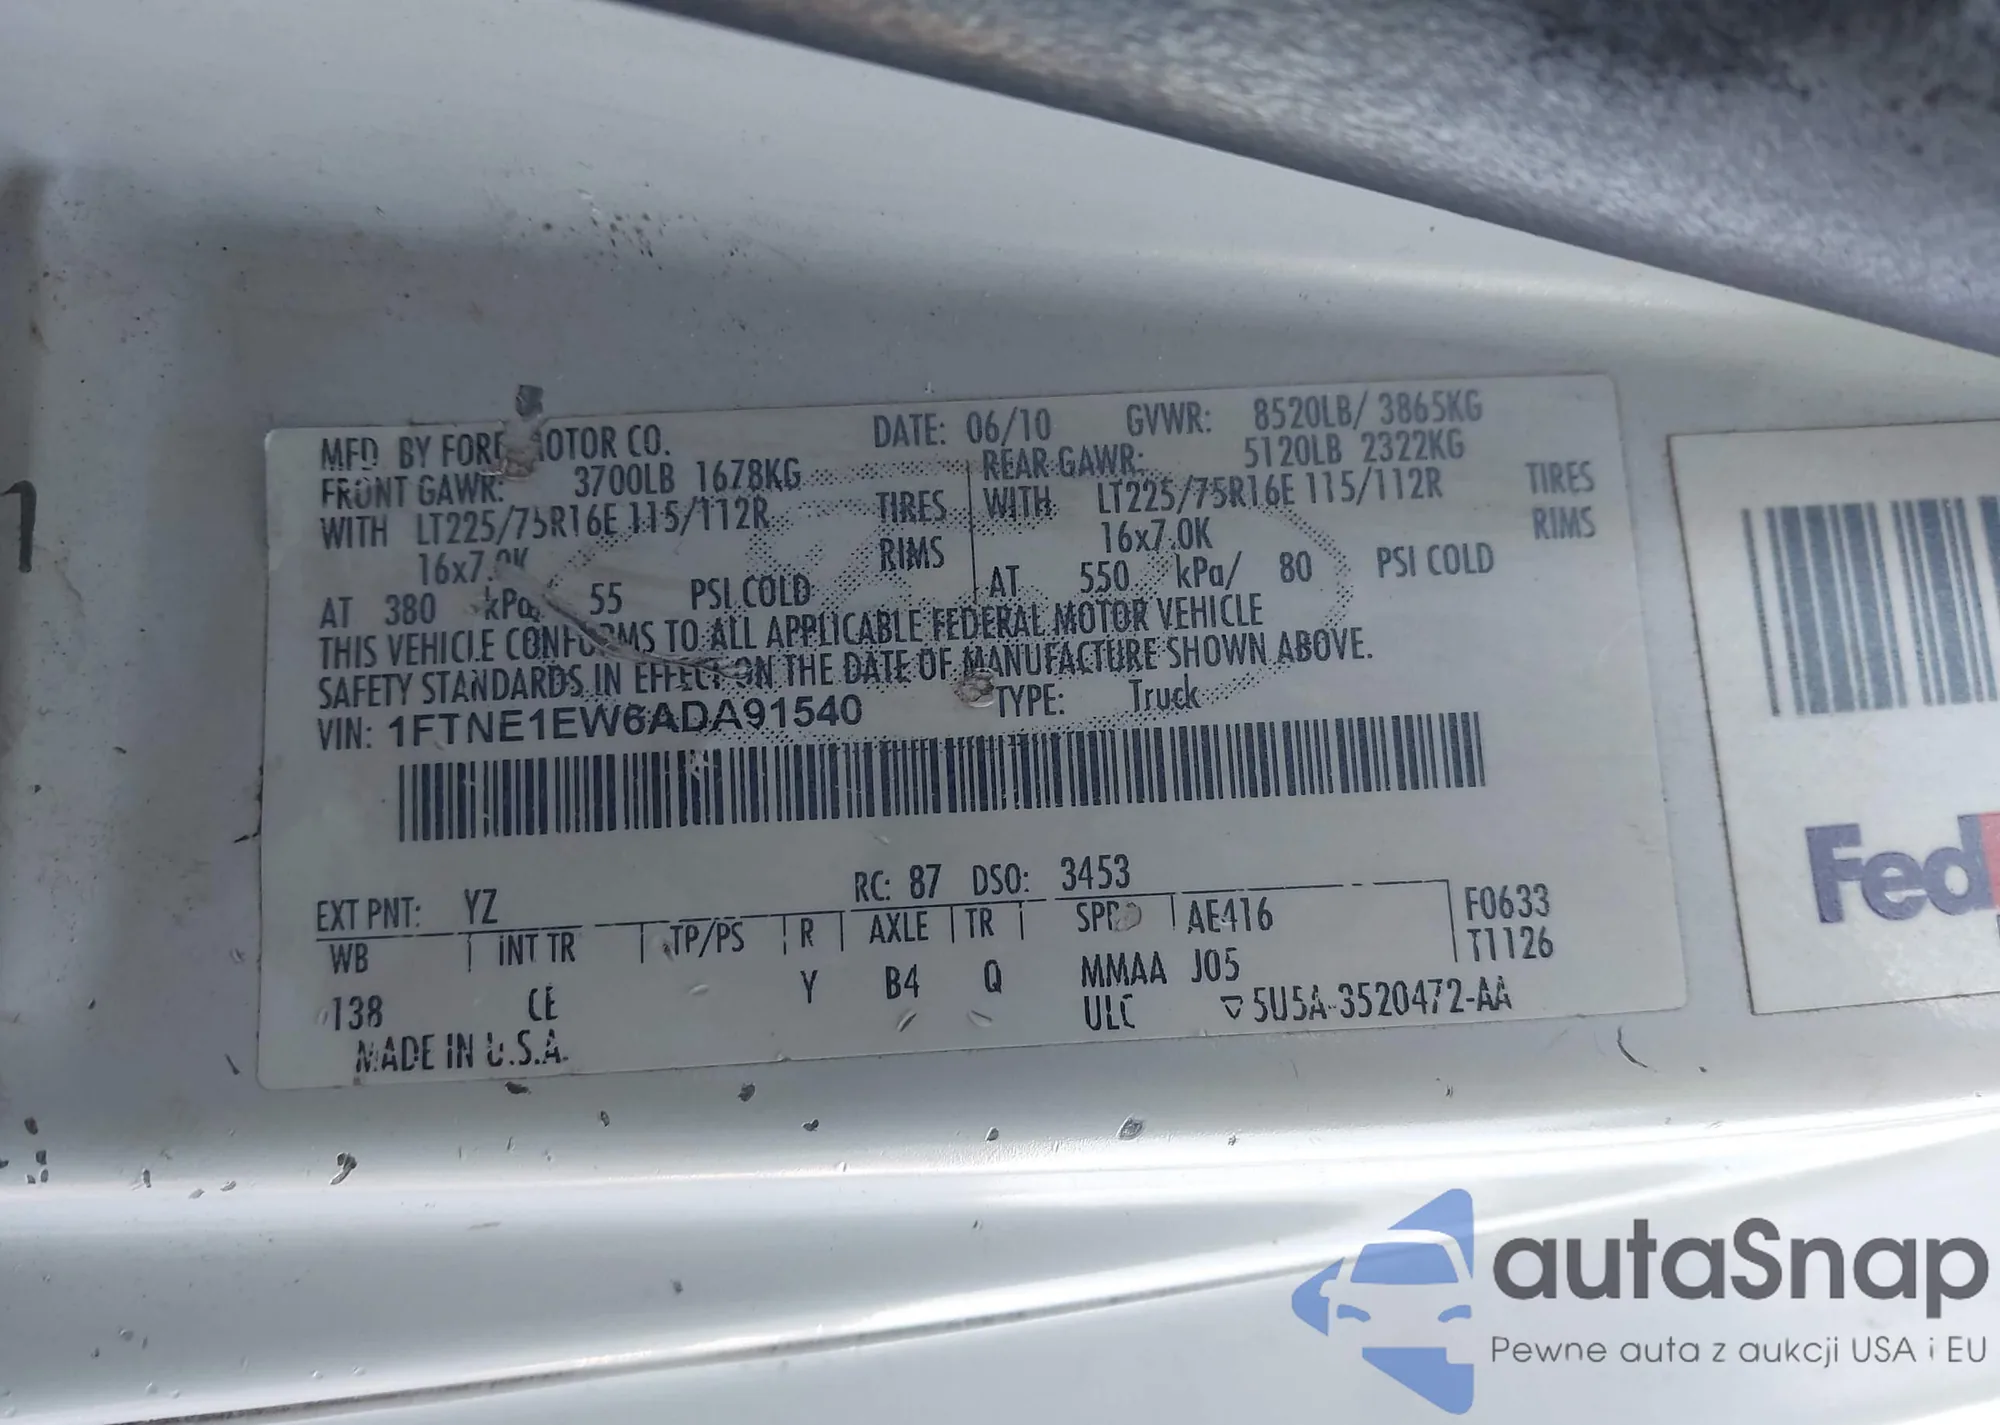 MFD BY FORD MOTOR CO. DATE: 06/10 GVWR: 8520LB/ 3865KG
FRONT GAWR: 3700LB 1678KG REAR GAWR: 5120LB 2322KG
WITH LT225/75R16E 115/112R TIRES WITH LT225/75R16E 115/112R TIRES
16x7.0K RIMS 16x7.0K RIMS
AT 380 kPa/ 55 PSI COLD AT 550 kPa/ 80 PSI COLD
THIS VEHICLE CONFORMS TO ALL APPLICABLE FEDERAL MOTOR VEHICLE
SAFETY STANDARDS IN EFFECT ON THE DATE OF MANUFACTURE SHOWN ABOVE.
VIN: 1FTNE1EW6ADA91540 TYPE: Truck
EXT PNT: YZ RC: 87 DSO: 3453
WB INT TR TP/PS R AXLE TR SPR AE416 F0633
138 CE Y B4 Q MMAA J05 T1126
MADE IN U.S.A. ULC ▽ 5U5A-3520472-AA
1
Fed
autaSnap
Pewne auta z aukcji USA i EU